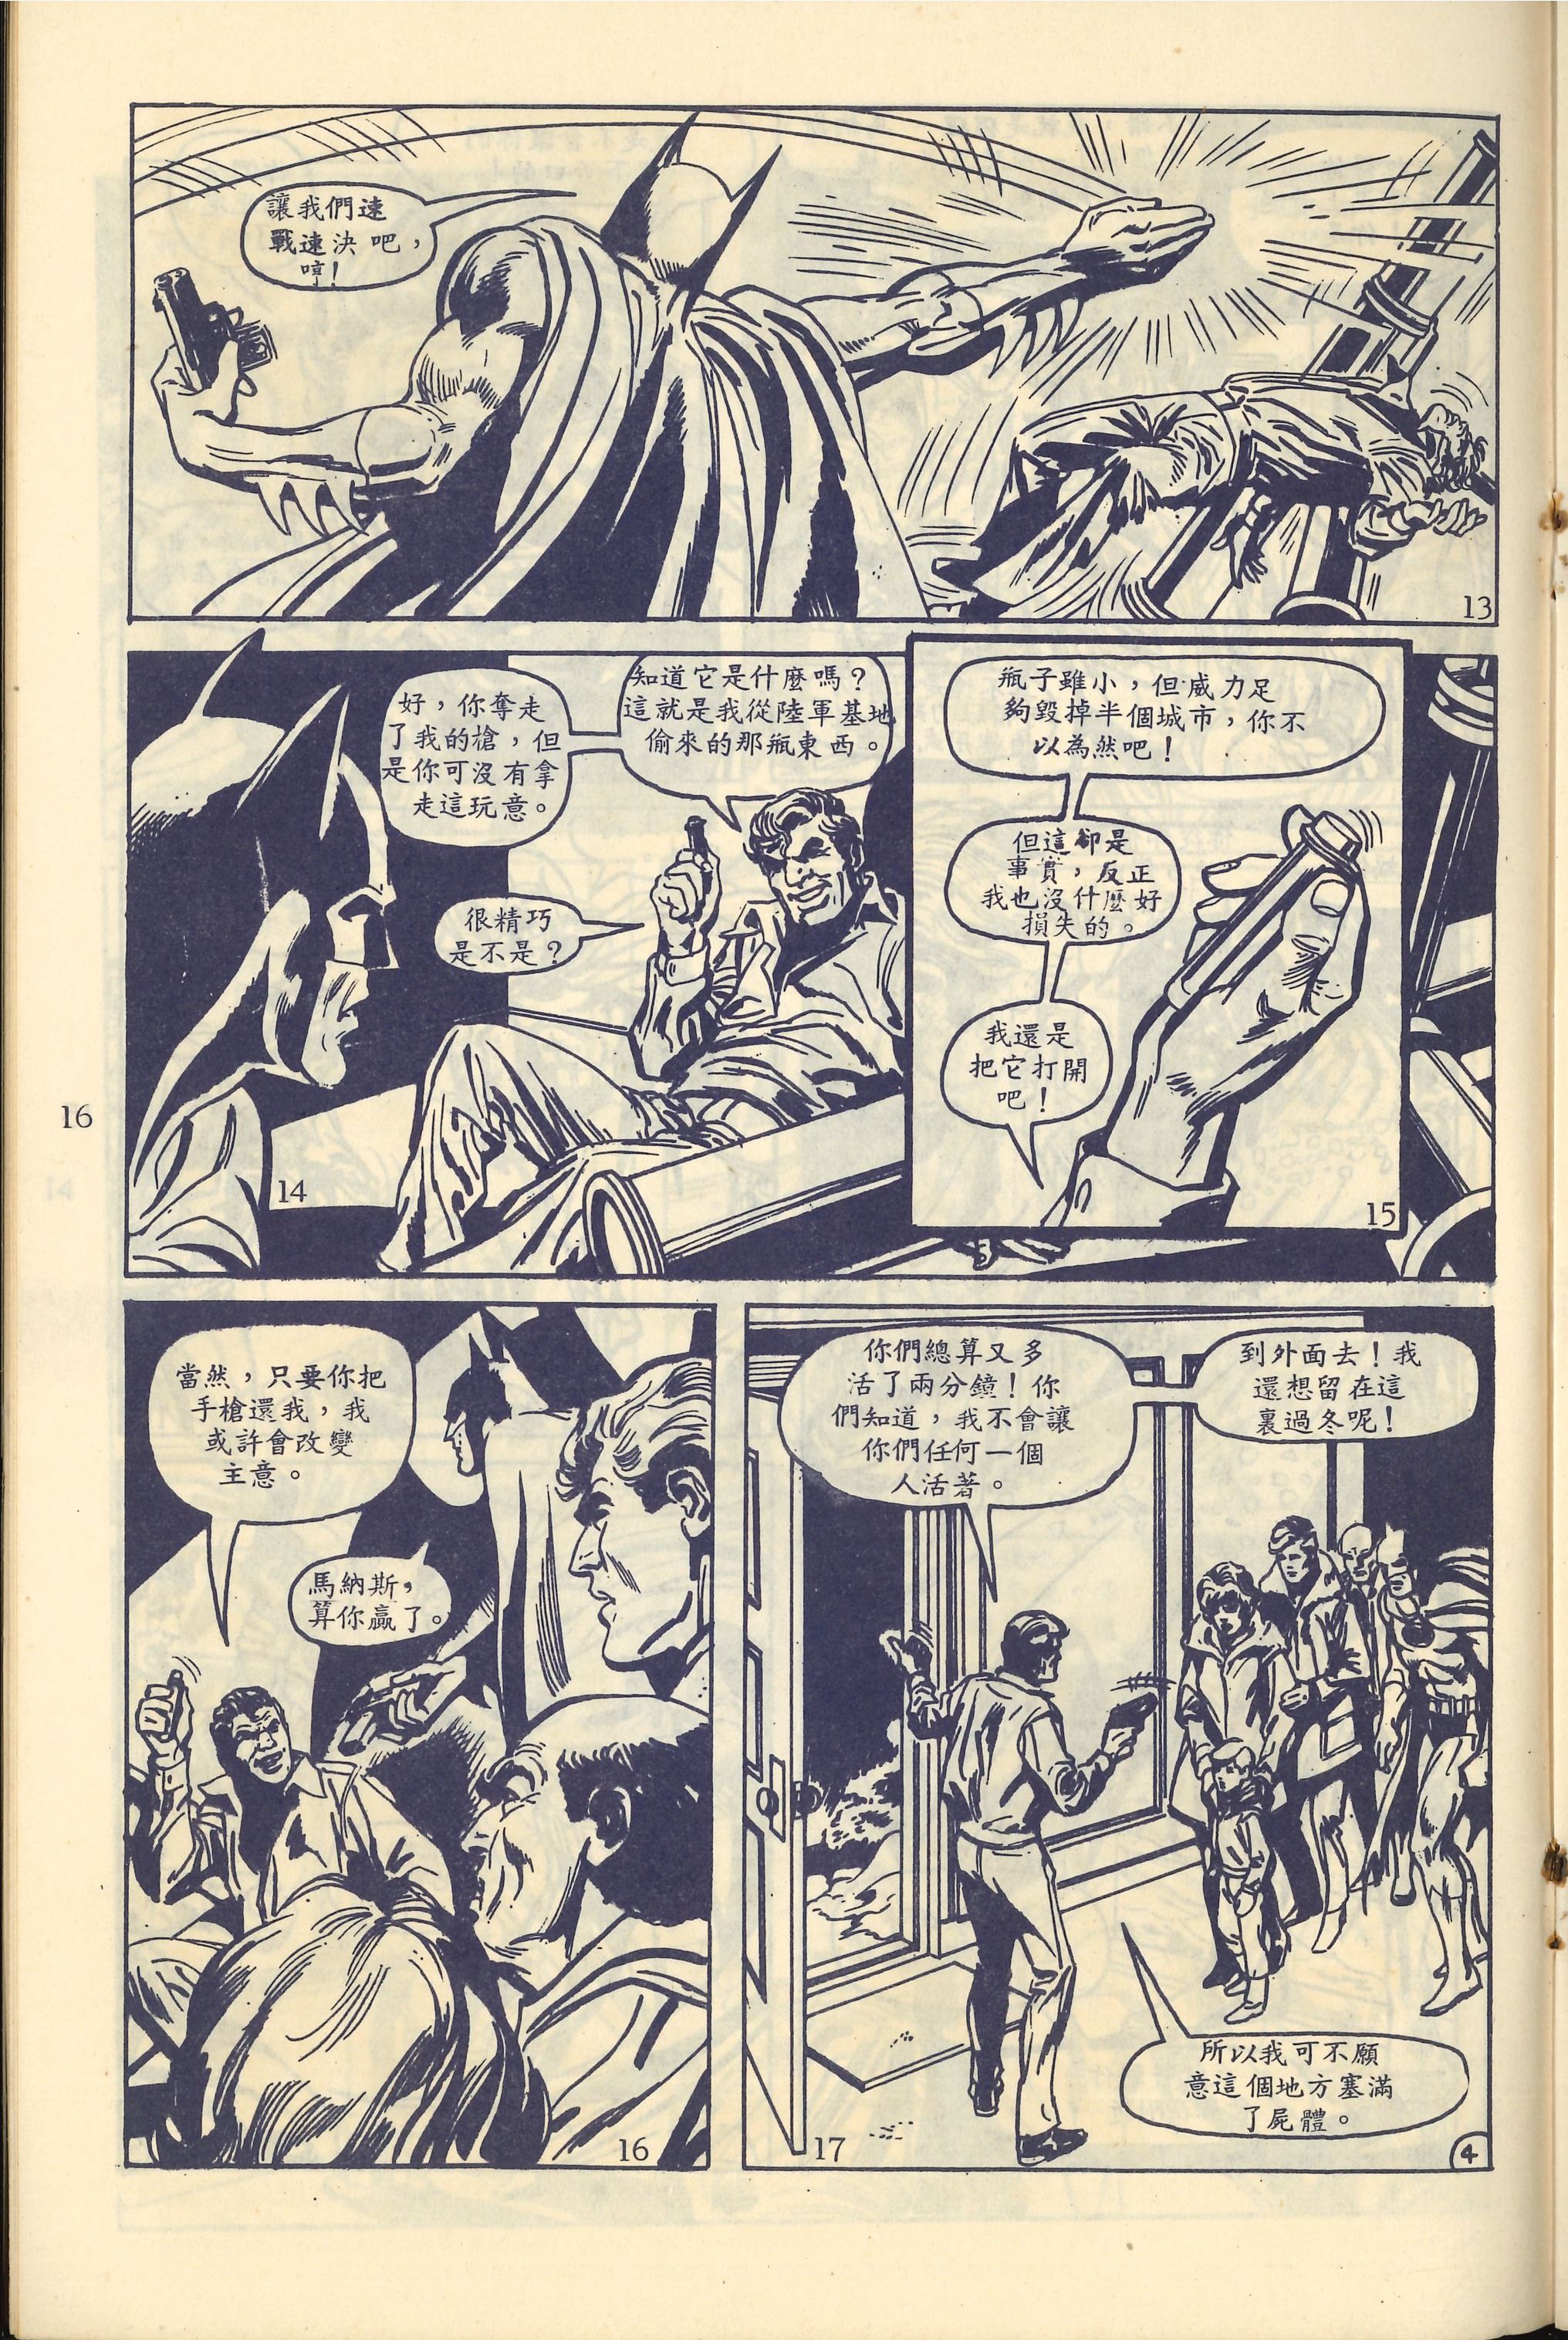 讓我們速
戰速決吧，
唷！
13
好，你奪走
了我的槍，但
是你可沒有拿
走這玩意。
知道它是什麼嗎？
這就是我從陸軍基地
偷來的那瓶東西。
很精巧
是不是？
14
瓶子雖小，但威力足
夠毀掉半個城市，你不
以為然吧！
但這卻是
事實，反正
我也沒什麼好
損失的。
我還是
把它打開
吧！
15
16
當然，只要你把
手槍還我，我
或許會改變
主意。
馬納斯，
算你贏了。
16
你們總算又多
活了兩分鐘！你
們知道，我不會讓
你們任何一個
人活著。
到外面去！我
還想留在這
裏過冬呢！
所以我可不願
意這個地方塞滿
了屍體。
17
4